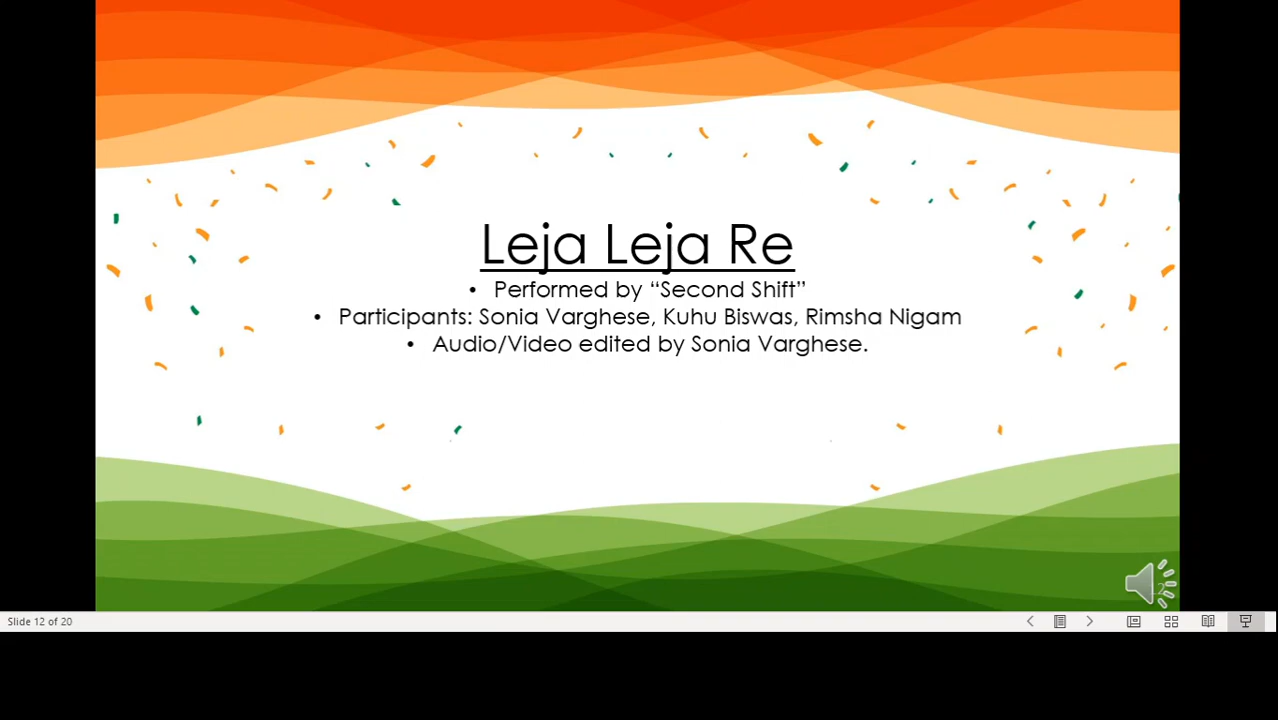 Leja Leja Re
• Performed by “Second Shift”
• Participants: Sonia Varghese, Kuhu Biswas, Rimsha Nigam
• Audio/Video edited by Sonia Varghese.
Slide 12 of 20